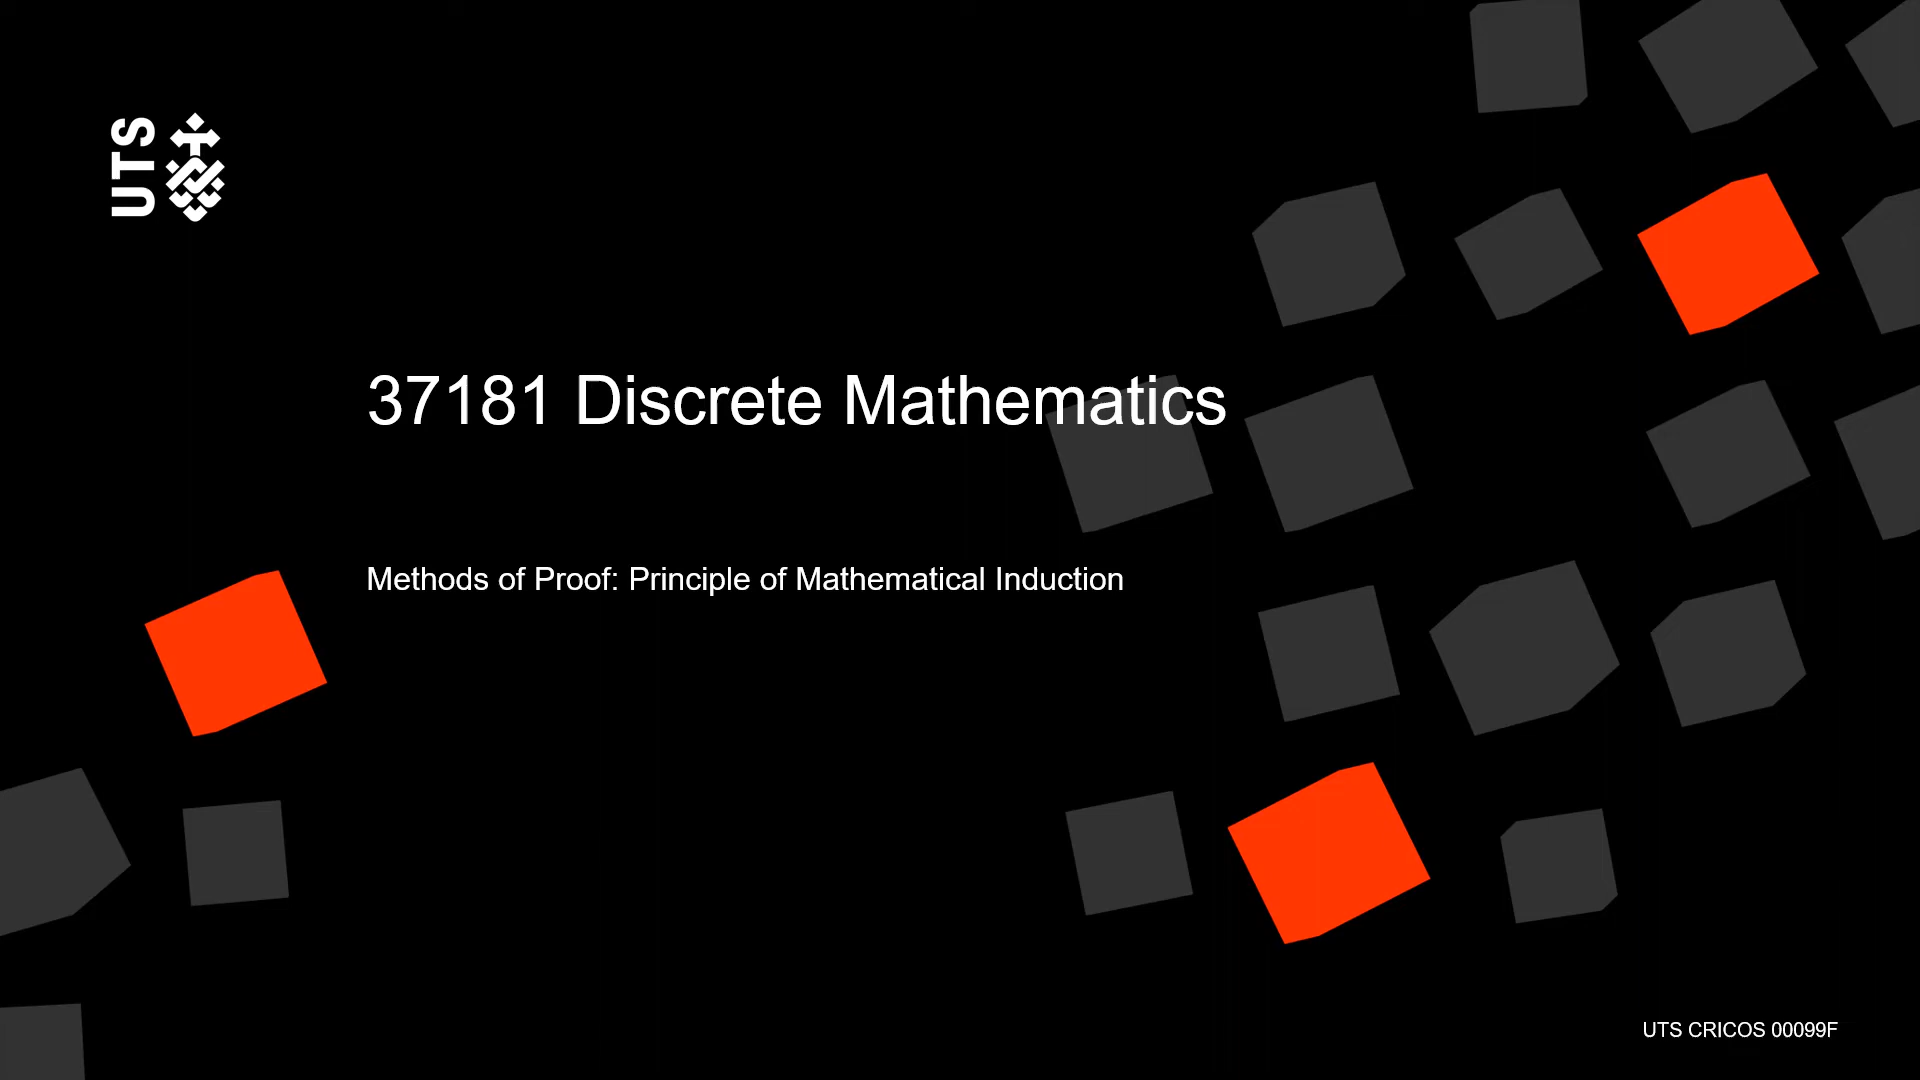 UTS
37181 Discrete Mathematics
Methods of Proof: Principle of Mathematical Induction
UTS CRICOS 00099F